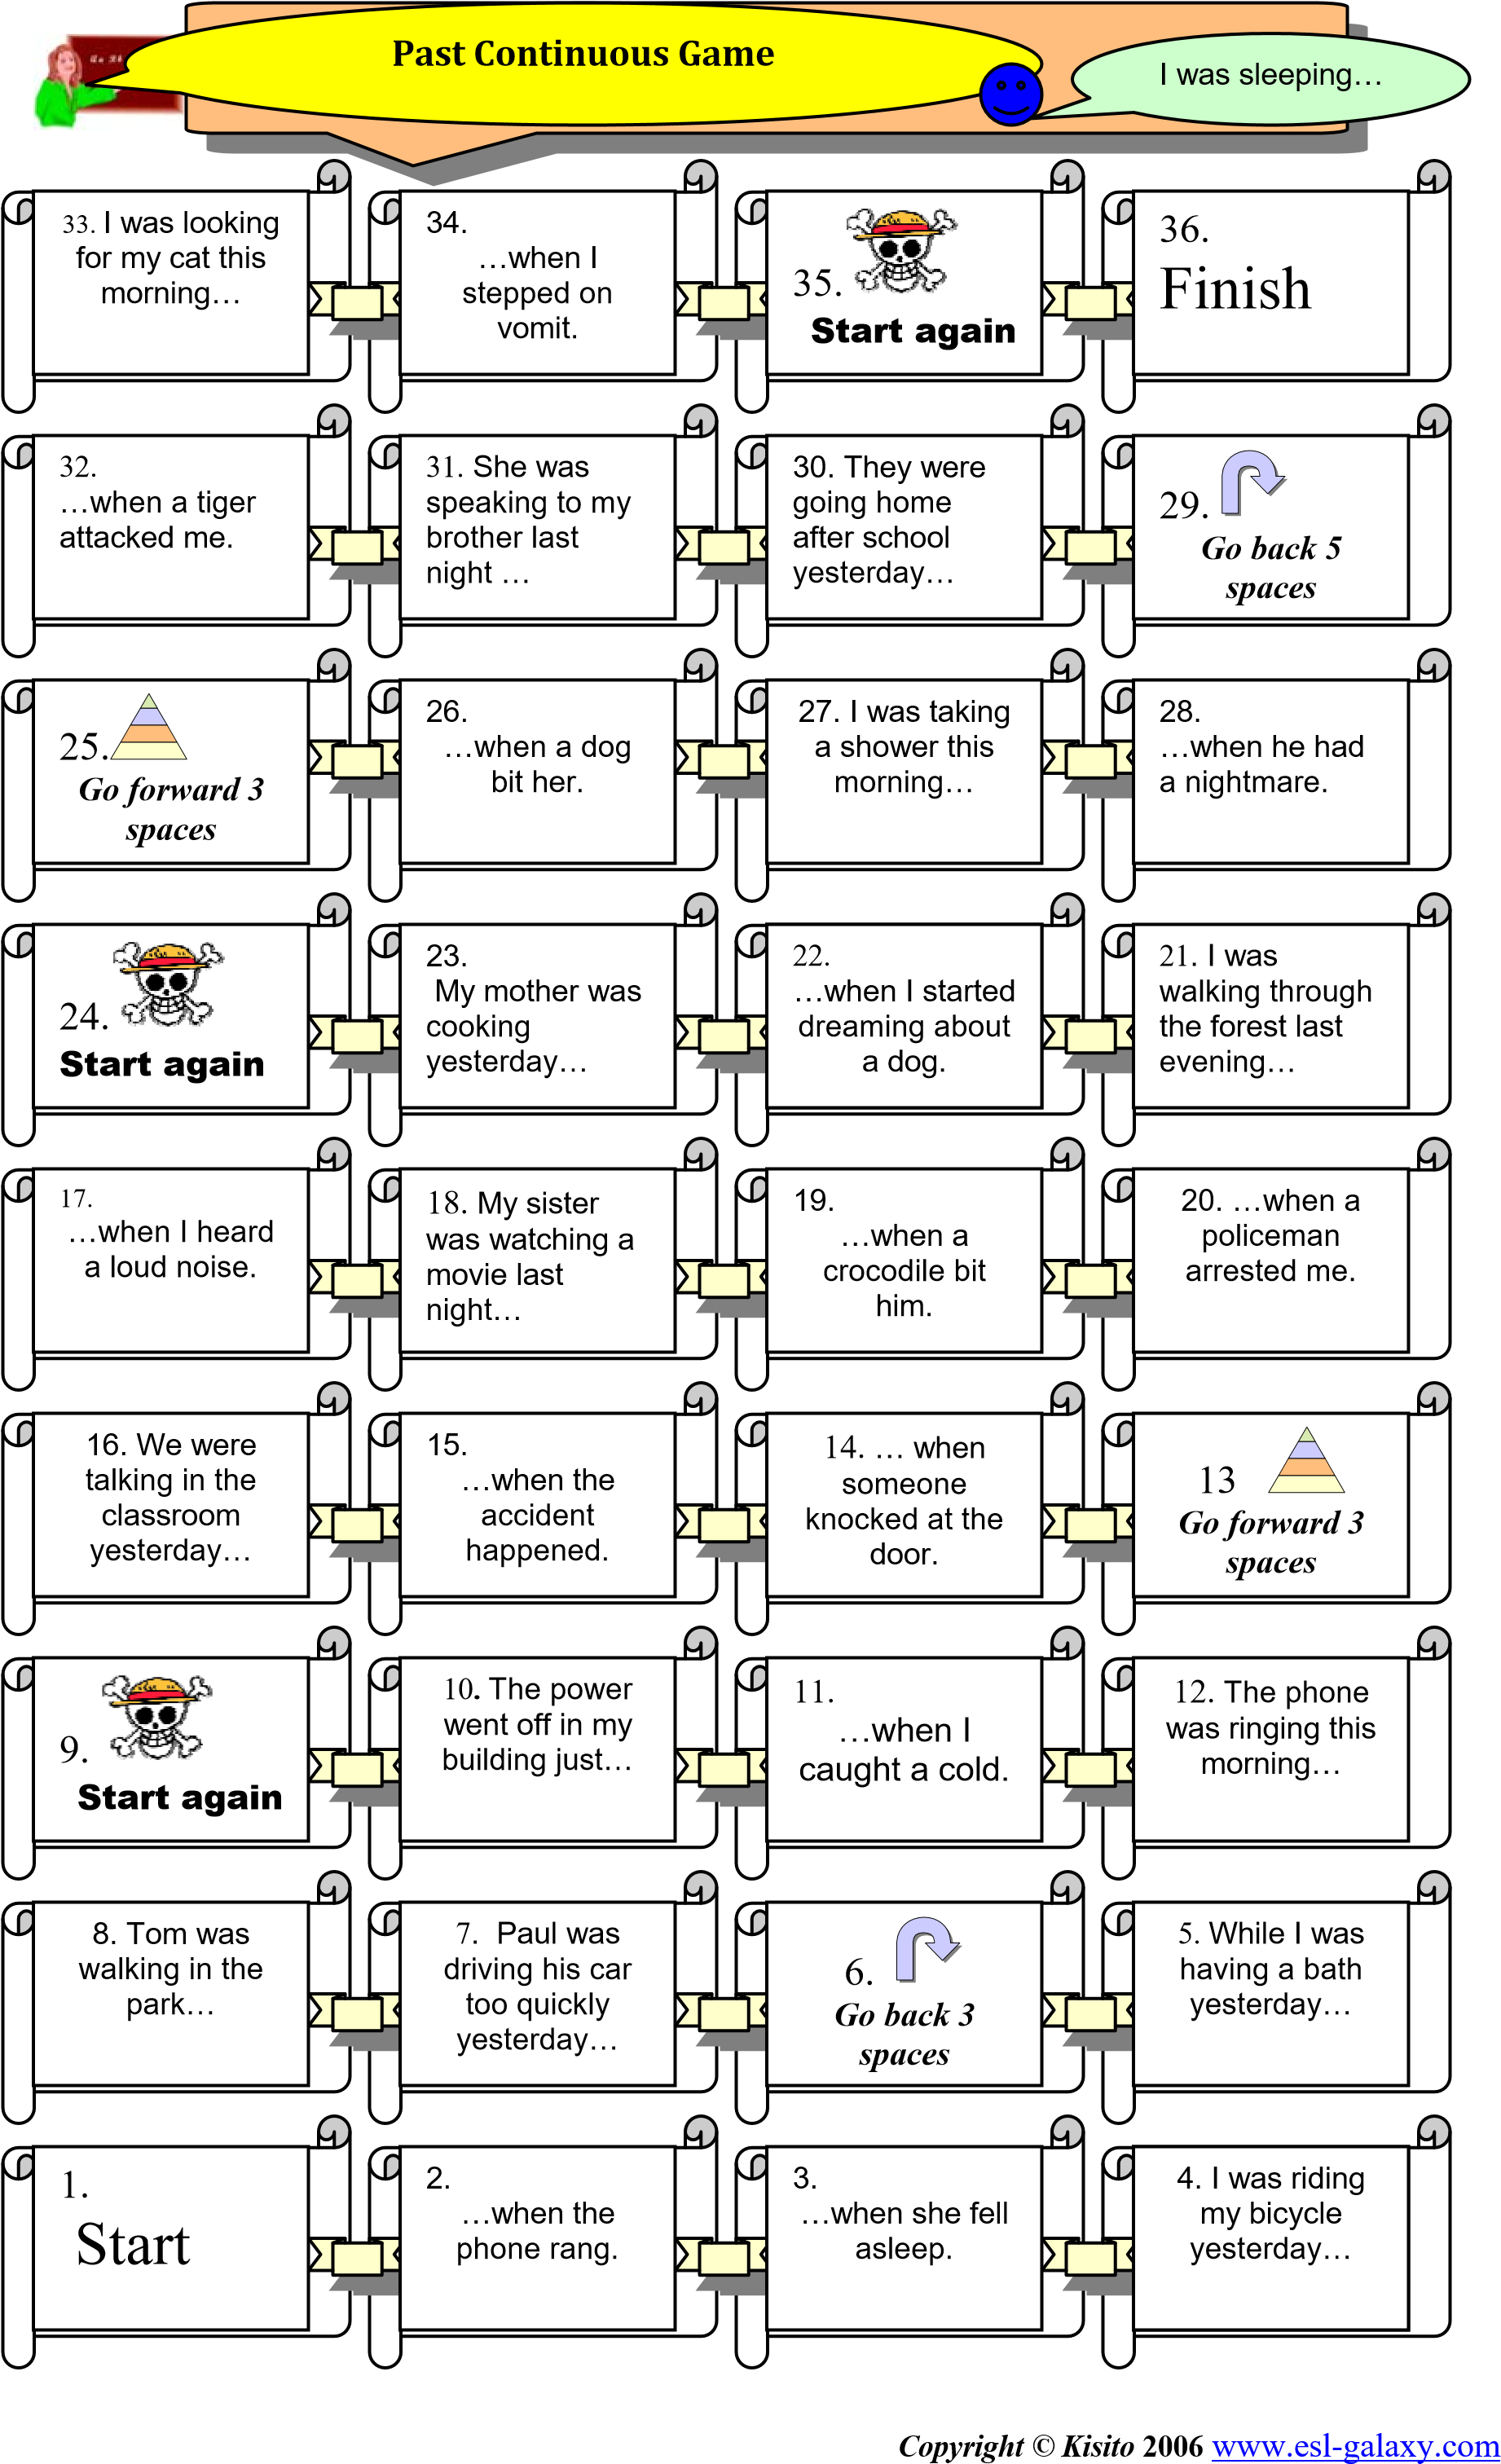 Past Continuous Game
I was sleeping…
33. I was looking
for my cat this
morning…
34.
…when I
stepped on
vomit.
35.
Start again
36.
Finish
32.
…when a tiger
attacked me.
31. She was
speaking to my
brother last
night …
30. They were
going home
after school
yesterday…
29.
Go back 5
spaces
25.
Go forward 3
spaces
26.
…when a dog
bit her.
27. I was taking
a shower this
morning…
28.
…when he had
a nightmare.
24.
Start again
23.
My mother was
cooking
yesterday…
22.
…when I started
dreaming about
a dog.
21. I was
walking through
the forest last
evening…
17.
…when I heard
a loud noise.
18. My sister
was watching a
movie last
night…
19.
…when a
crocodile bit
him.
20. …when a
policeman
arrested me.
16. We were
talking in the
classroom
yesterday…
15.
…when the
accident
happened.
14. … when
someone
knocked at the
door.
13
Go forward 3
spaces
9.
Start again
10. The power
went off in my
building just…
11.
…when I
caught a cold.
12. The phone
was ringing this
morning…
8. Tom was
walking in the
park…
7. Paul was
driving his car
too quickly
yesterday…
6.
Go back 3
spaces
5. While I was
having a bath
yesterday…
1.
Start
2.
…when the
phone rang.
3.
…when she fell
asleep.
4. I was riding
my bicycle
yesterday…
Copyright © Kisito 2006 www.esl-galaxy.com